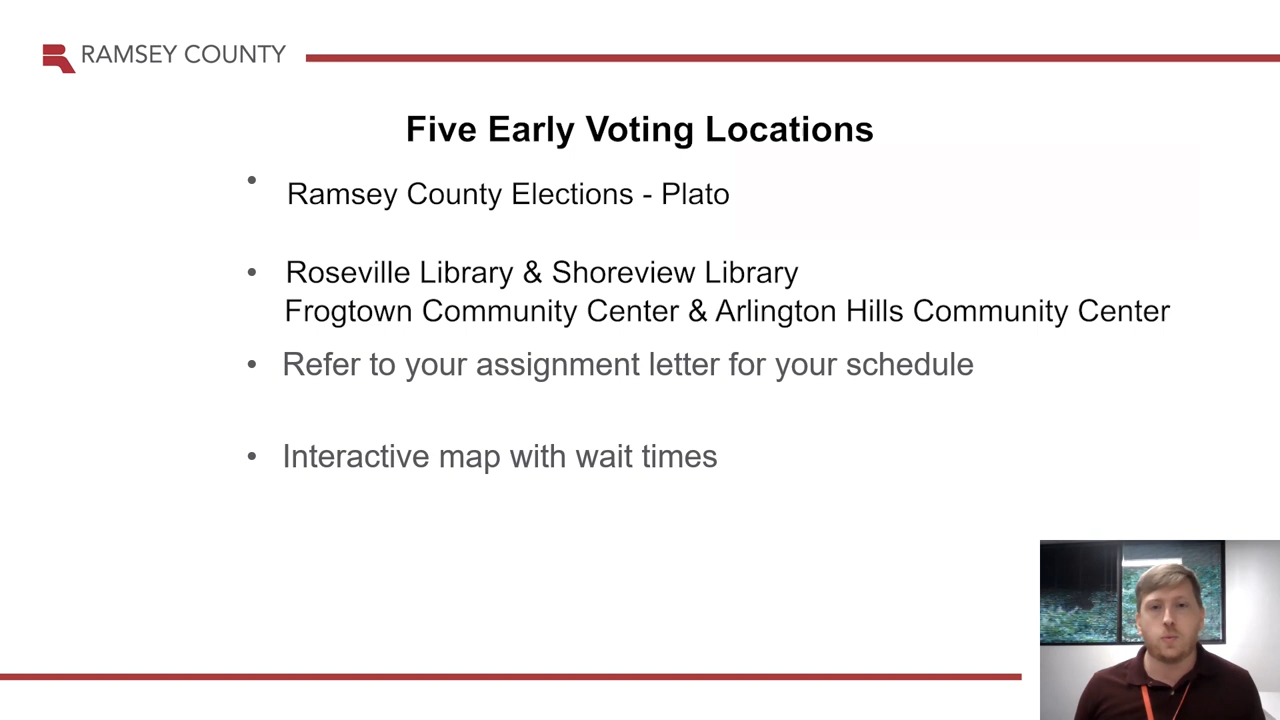 RAMSEY COUNTY
Five Early Voting Locations
• Ramsey County Elections - Plato
• Roseville Library & Shoreview Library
Frogtown Community Center & Arlington Hills Community Center
• Refer to your assignment letter for your schedule
• Interactive map with wait times